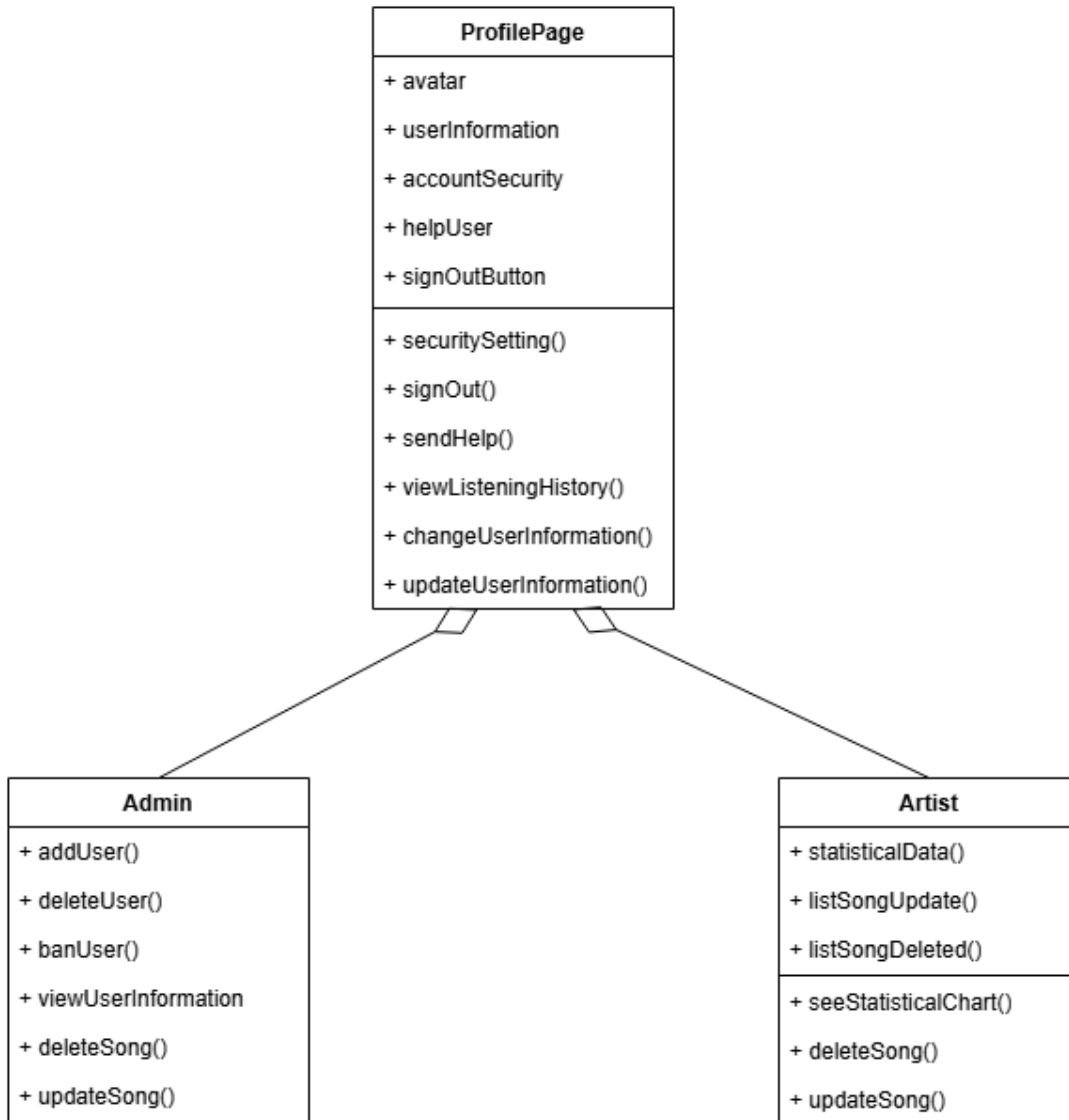 ProfilePage
+ avatar
+ userInformation
+ accountSecurity
+ helpUser
+ signOutButton
+ securitySetting()
+ signOut()
+ sendHelp()
+ viewListeningHistory()
+ changeUserInformation()
+ updateUserInformation()
Admin
+ addUser()
+ deleteUser()
+ banUser()
+ viewUserInformation
+ deleteSong()
+ updateSong()
Artist
+ statisticalData()
+ listSongUpdate()
+ listSongDeleted()
+ seeStatisticalChart()
+ deleteSong()
+ updateSong()